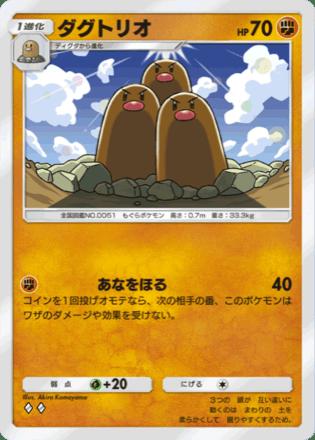 1進化 ダグトリオ HP70
ディグダから進化
全国図鑑NO.0051 もぐらポケモン 高さ：0.7m 重さ：33.3kg
あなをほる 40
コインを1回投げオモテなら、次の相手の番、このポケモンは
ワザのダメージや効果を受けない。
弱点 +20 にげる
Illus. Akira Komayama
3つの 頭が 互い違いに
動くのは まわりの 土を
柔らかくして 掘りやすくするためだ。